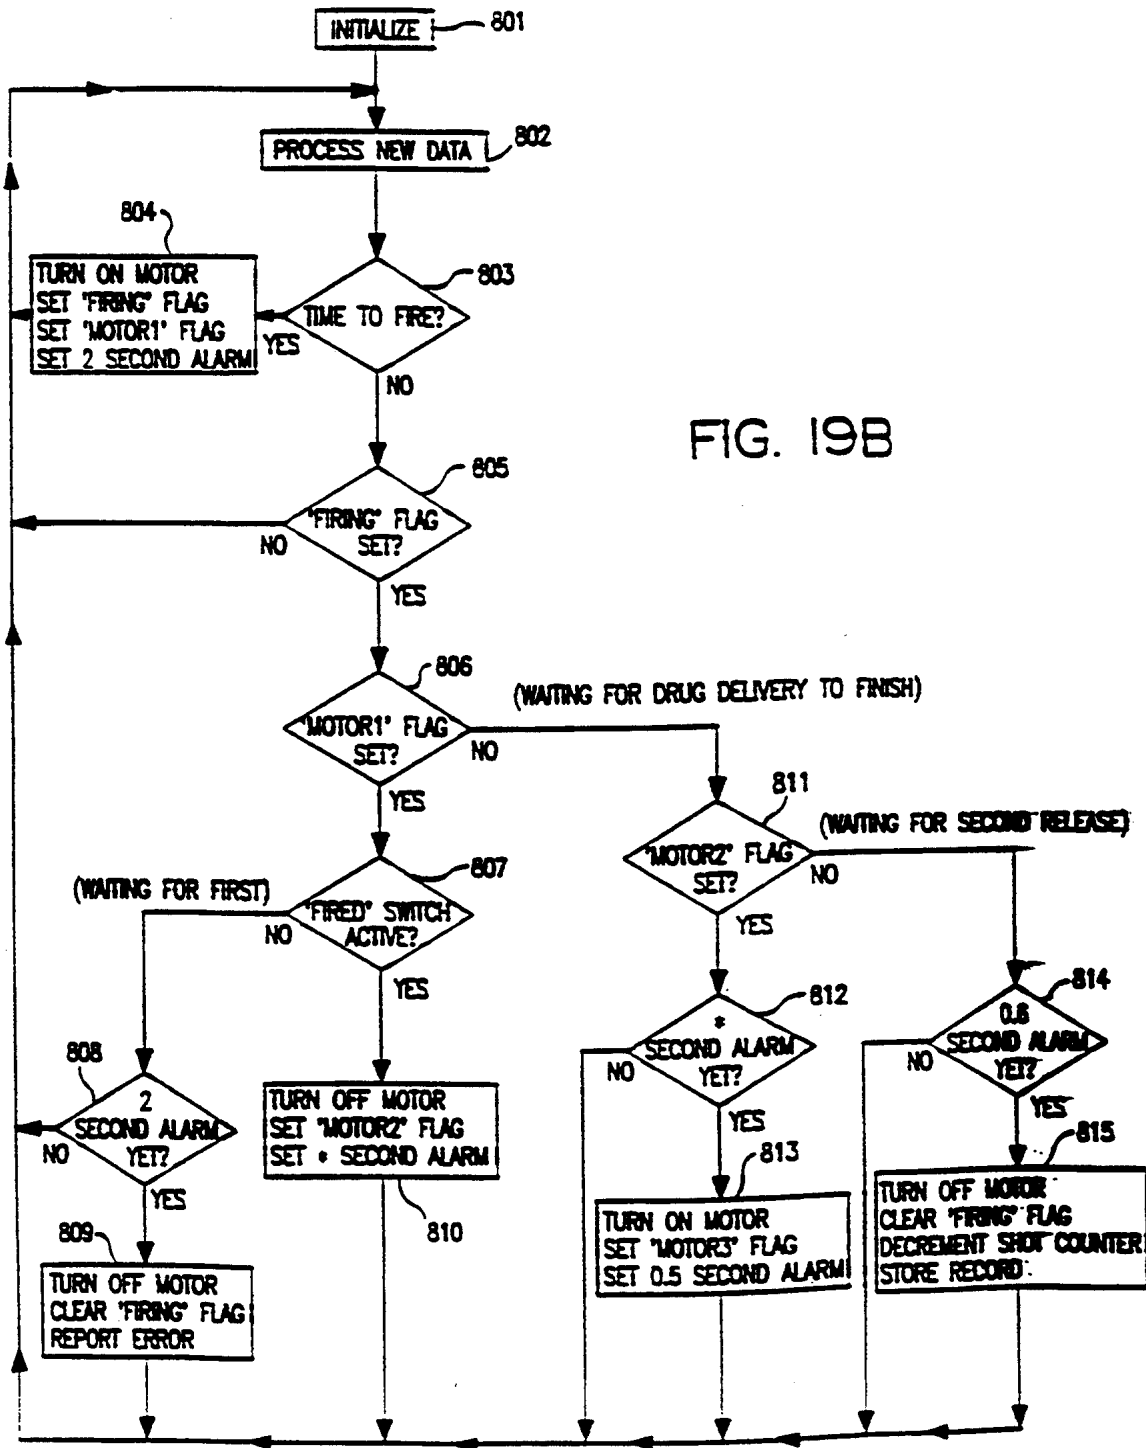 INITIALIZE
801
PROCESS NEW DATA
802
804
TURN ON MOTOR
SET "FIRING" FLAG
SET "MOTOR1" FLAG
SET 2 SECOND ALARM
803
TIME TO FIRE?
YES
NO
FIG. 19B
805
"FIRING" FLAG
SET?
NO
YES
806
"MOTOR1" FLAG
SET?
NO
YES
(WAITING FOR DRUG DELIVERY TO FINISH)
811
"MOTOR2" FLAG
SET?
NO
YES
(WAITING FOR SECOND RELEASE)
807
"FIRED" SWITCH
ACTIVE?
(WAITING FOR FIRST)
NO
YES
812
*
SECOND ALARM
YET?
NO
YES
814
0.6
SECOND ALARM
YET?
NO
YES
808
2
SECOND ALARM
YET?
NO
YES
TURN OFF MOTOR
SET "MOTOR2" FLAG
SET * SECOND ALARM
810
813
TURN ON MOTOR
SET "MOTOR3" FLAG
SET 0.5 SECOND ALARM
815
TURN OFF MOTOR
CLEAR "FIRING" FLAG
DECREMENT SHOT COUNTER
STORE RECORD
809
TURN OFF MOTOR
CLEAR "FIRING" FLAG
REPORT ERROR